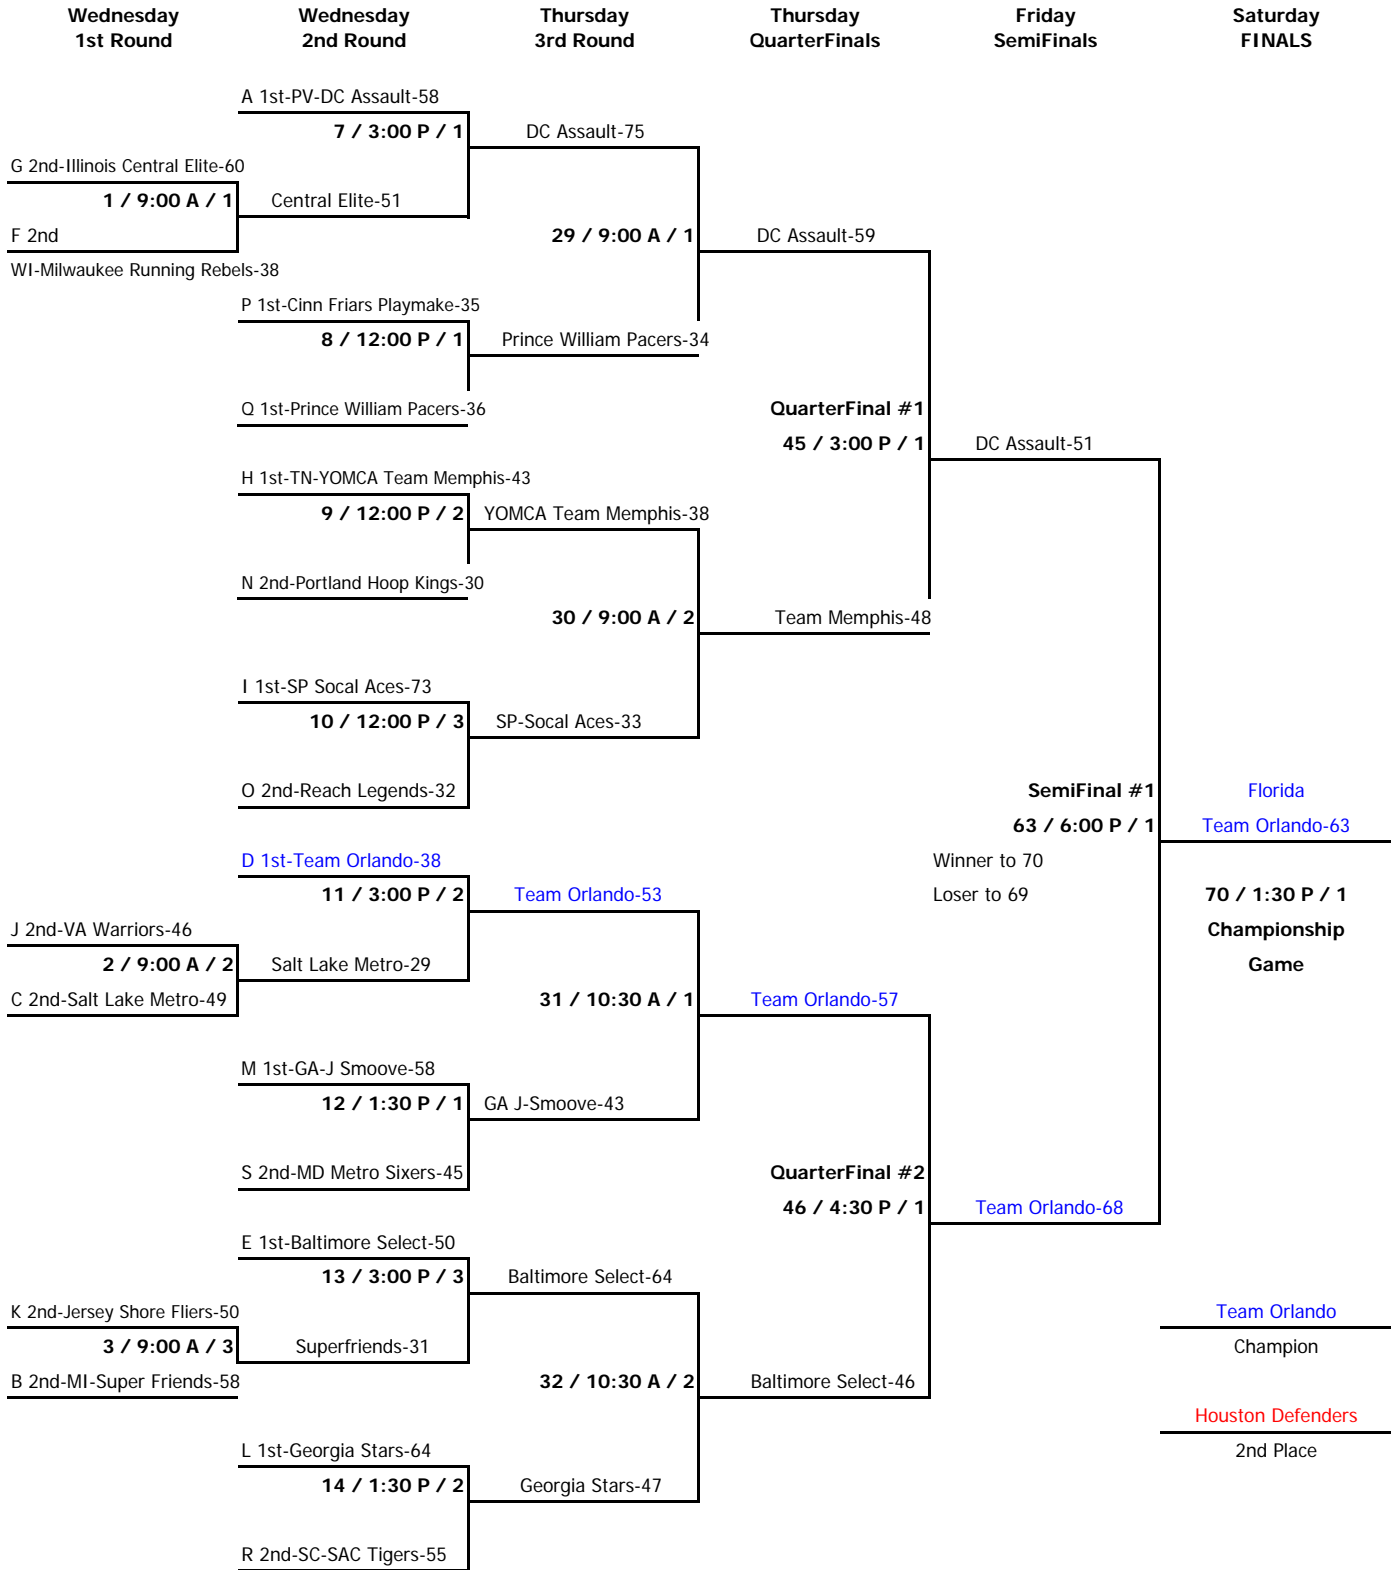 Wednesday Wednesday Thursday Thursday Friday Saturday
1st Round 2nd Round 3rd Round QuarterFinals SemiFinals FINALS
A 1st-PV-DC Assault-58
7 / 3:00 P / 1 DC Assault-75
G 2nd-Illinois Central Elite-60
1 / 9:00 A / 1 Central Elite-51
F 2nd 29 / 9:00 A / 1 DC Assault-59
WI-Milwaukee Running Rebels-38
P 1st-Cinn Friars Playmake-35
8 / 12:00 P / 1 Prince William Pacers-34
Q 1st-Prince William Pacers-36 QuarterFinal #1
45 / 3:00 P / 1 DC Assault-51
H 1st-TN-YOMCA Team Memphis-43
9 / 12:00 P / 2 YOMCA Team Memphis-38
N 2nd-Portland Hoop Kings-30
30 / 9:00 A / 2 Team Memphis-48
I 1st-SP Socal Aces-73
10 / 12:00 P / 3 SP-Socal Aces-33
O 2nd-Reach Legends-32 SemiFinal #1 Florida
63 / 6:00 P / 1 Team Orlando-63
D 1st-Team Orlando-38 Winner to 70
11 / 3:00 P / 2 Team Orlando-53 Loser to 69 70 / 1:30 P / 1
J 2nd-VA Warriors-46 Championship
2 / 9:00 A / 2 Salt Lake Metro-29 Game
C 2nd-Salt Lake Metro-49 31 / 10:30 A / 1 Team Orlando-57
M 1st-GA-J Smoove-58
12 / 1:30 P / 1 GA J-Smoove-43
S 2nd-MD Metro Sixers-45 QuarterFinal #2
46 / 4:30 P / 1 Team Orlando-68
E 1st-Baltimore Select-50
13 / 3:00 P / 3 Baltimore Select-64
K 2nd-Jersey Shore Fliers-50 Team Orlando
3 / 9:00 A / 3 Superfriends-31 Champion
B 2nd-MI-Super Friends-58 32 / 10:30 A / 2 Baltimore Select-46
Houston Defenders
L 1st-Georgia Stars-64 2nd Place
14 / 1:30 P / 2 Georgia Stars-47
R 2nd-SC-SAC Tigers-55